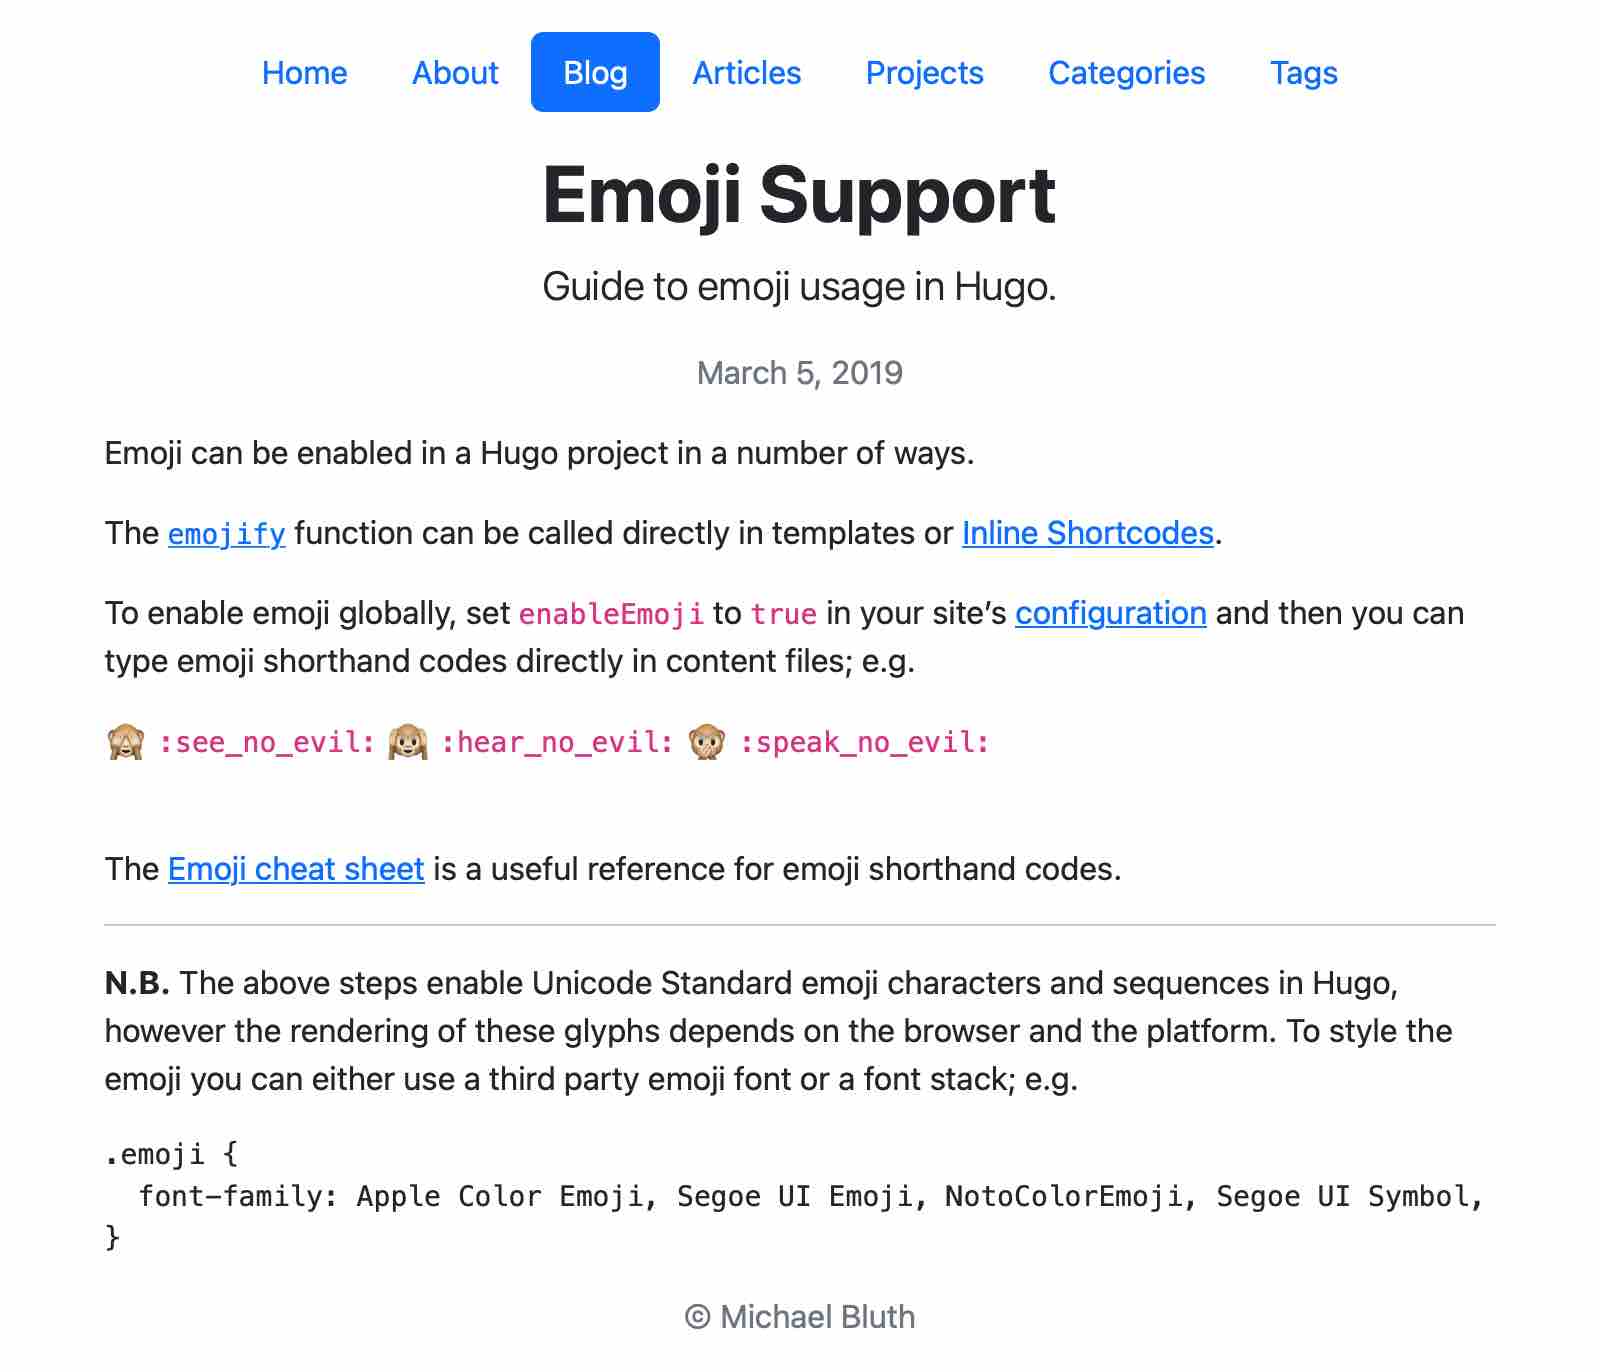 Home About Blog Articles Projects Categories Tags
Emoji Support
Guide to emoji usage in Hugo.
March 5, 2019
Emoji can be enabled in a Hugo project in a number of ways.
The emojify function can be called directly in templates or Inline Shortcodes.
To enable emoji globally, set enableEmoji to true in your site’s configuration and then you can
type emoji shorthand codes directly in content files; e.g.
🙈 :see_no_evil: 🙉 :hear_no_evil: 🙊 :speak_no_evil:
The Emoji cheat sheet is a useful reference for emoji shorthand codes.
N.B. The above steps enable Unicode Standard emoji characters and sequences in Hugo,
however the rendering of these glyphs depends on the browser and the platform. To style the
emoji you can either use a third party emoji font or a font stack; e.g.
.emoji {
  font-family: Apple Color Emoji, Segoe UI Emoji, NotoColorEmoji, Segoe UI Symbol,
}
© Michael Bluth